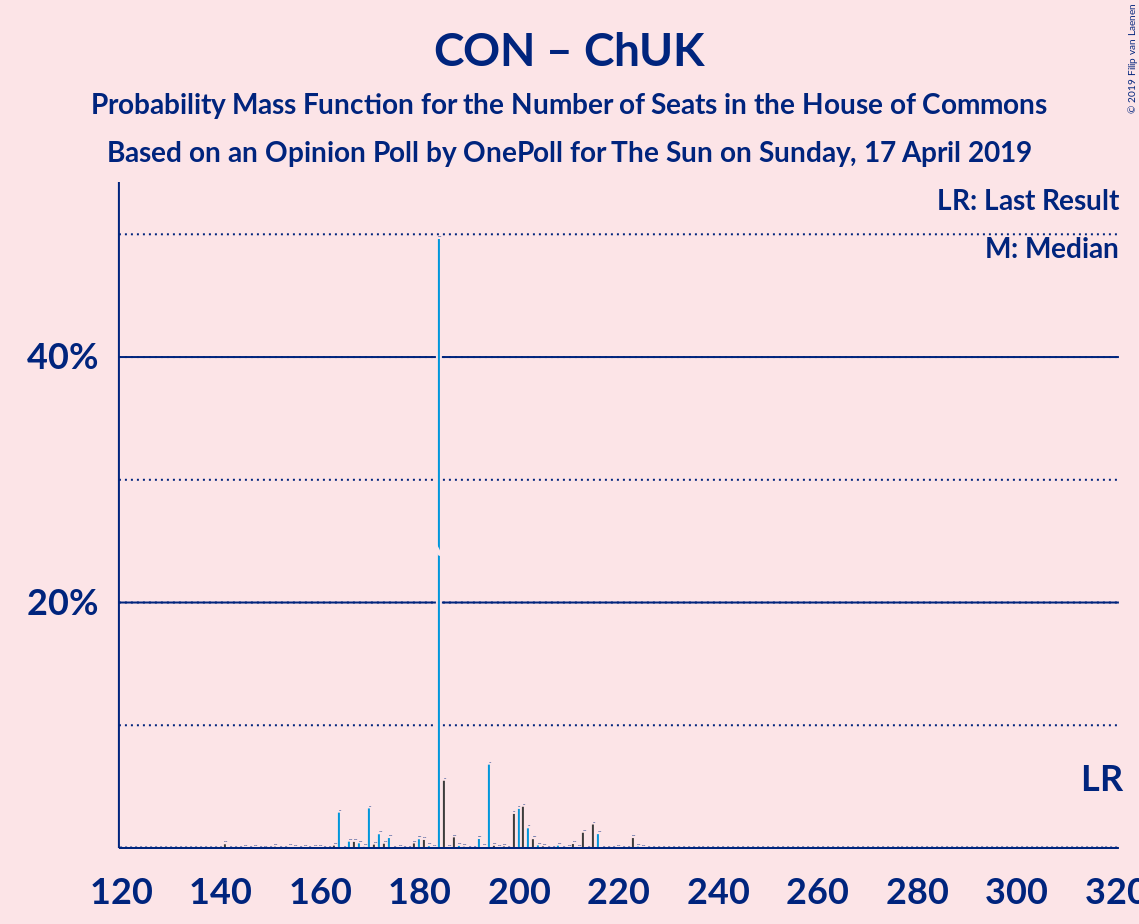 CON – ChUK
Probability Mass Function for the Number of Seats in the House of Commons
Based on an Opinion Poll by OnePoll for The Sun on Sunday, 17 April 2019
© 2019 Filip van Laenen
LR: Last Result
M: Median
40%
20%
LR
120 140 160 180 200 220 240 260 280 300 320